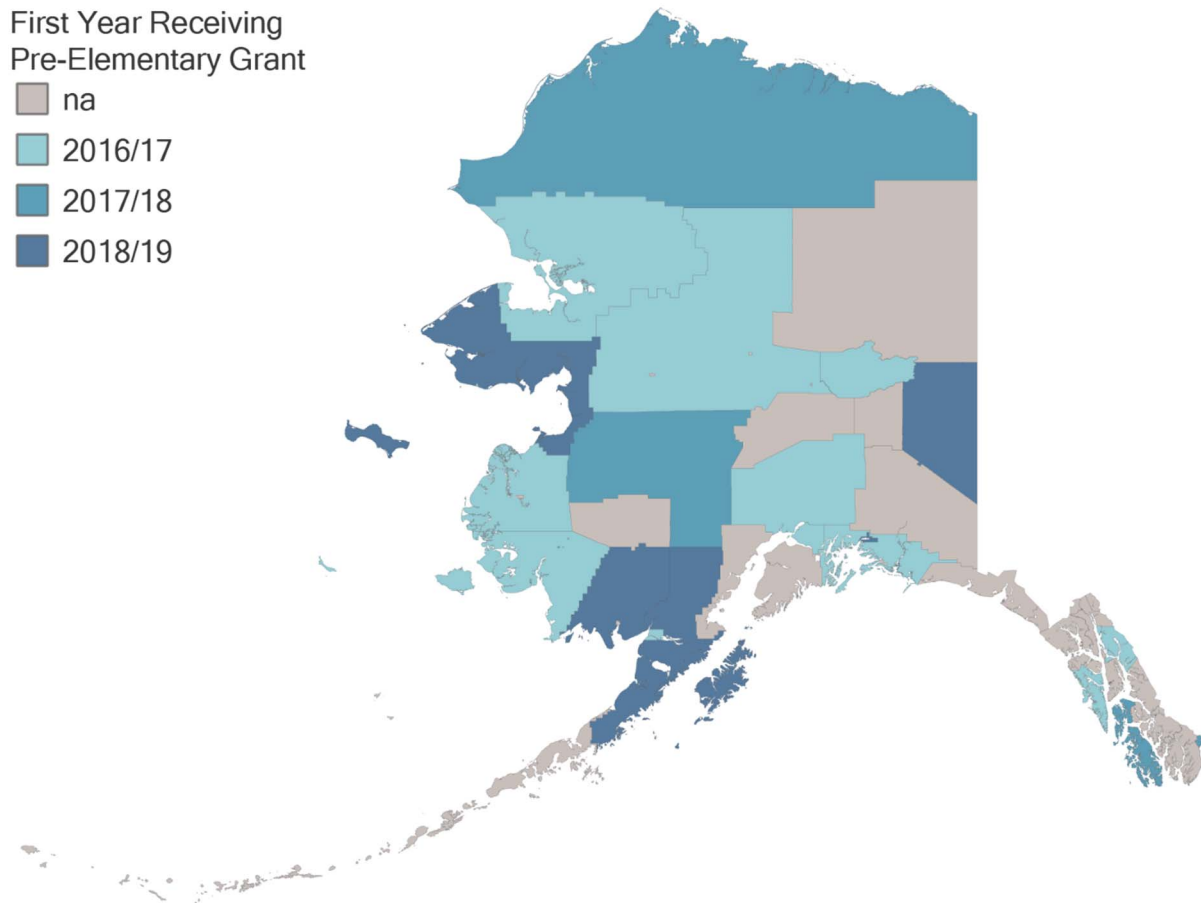 First Year Receiving
Pre-Elementary Grant
na
2016/17
2017/18
2018/19